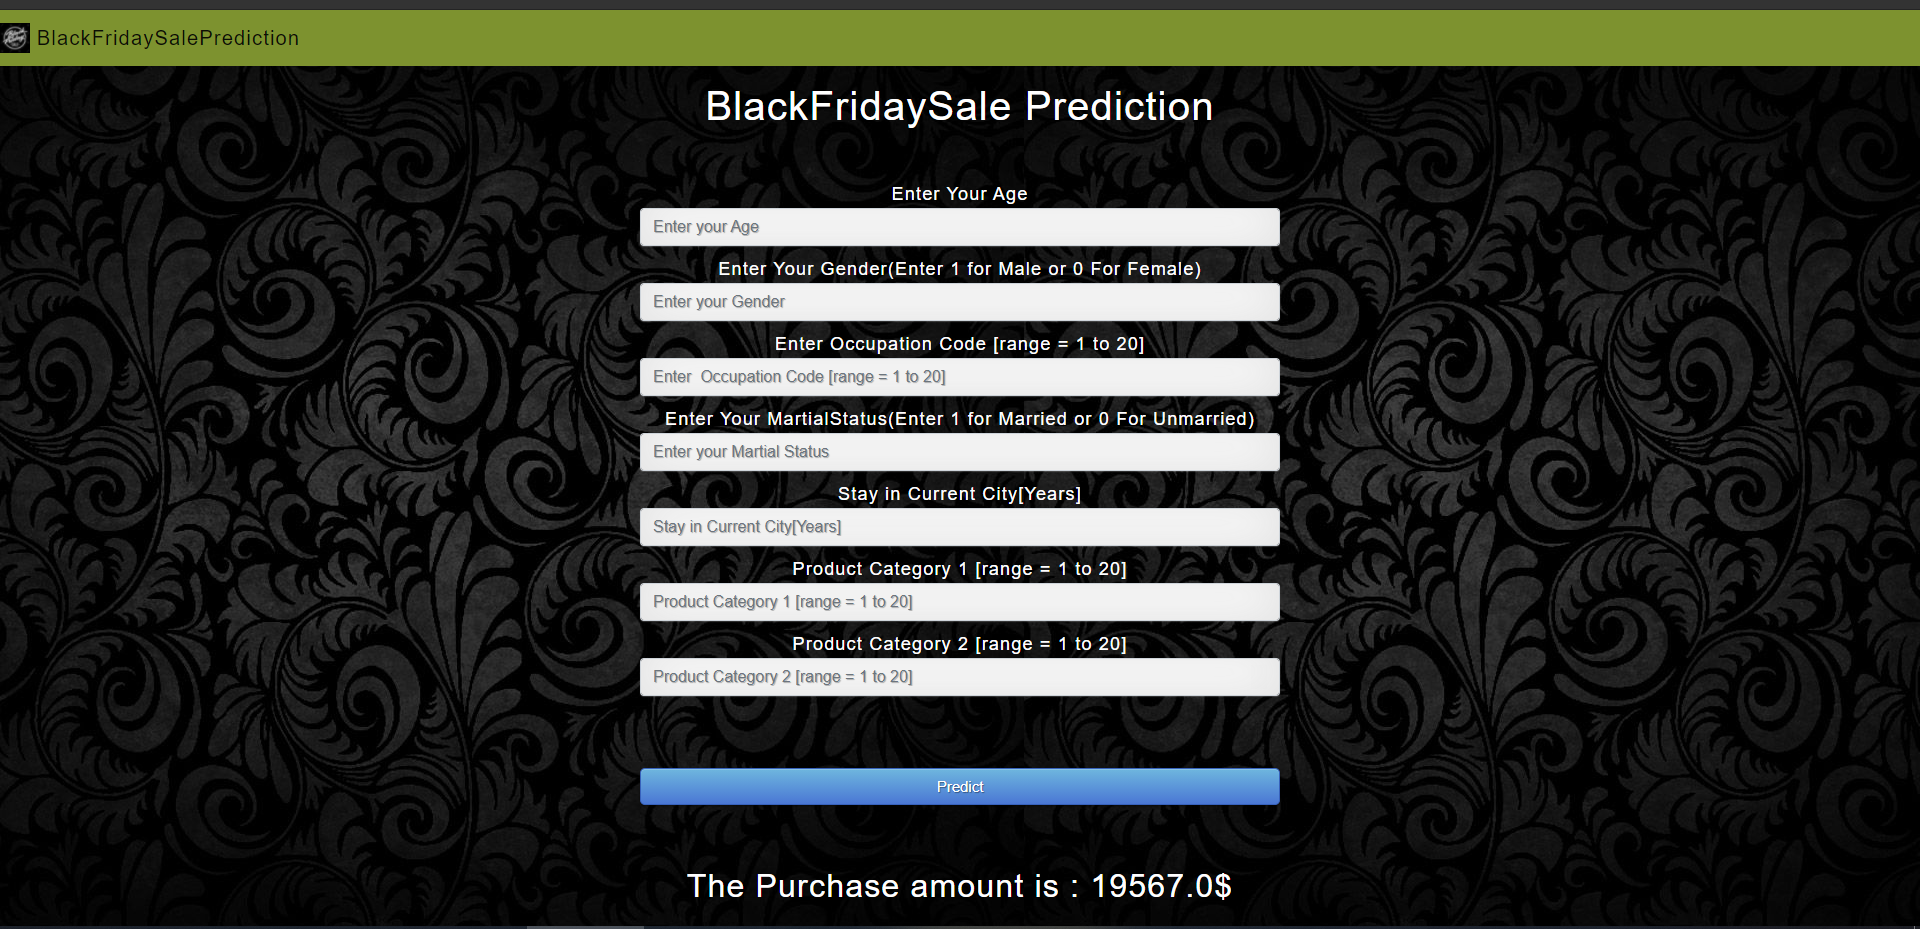 BlackFridaySalePrediction
BlackFridaySale Prediction
Enter Your Age
Enter your Age
Enter Your Gender(Enter 1 for Male or 0 For Female)
Enter your Gender
Enter Occupation Code [range = 1 to 20]
Enter  Occupation Code [range = 1 to 20]
Enter Your MartialStatus(Enter 1 for Married or 0 For Unmarried)
Enter your Martial Status
Stay in Current City[Years]
Stay in Current City[Years]
Product Category 1 [range = 1 to 20]
Product Category 1 [range = 1 to 20]
Product Category 2 [range = 1 to 20]
Product Category 2 [range = 1 to 20]
Predict
The Purchase amount is : 19567.0$